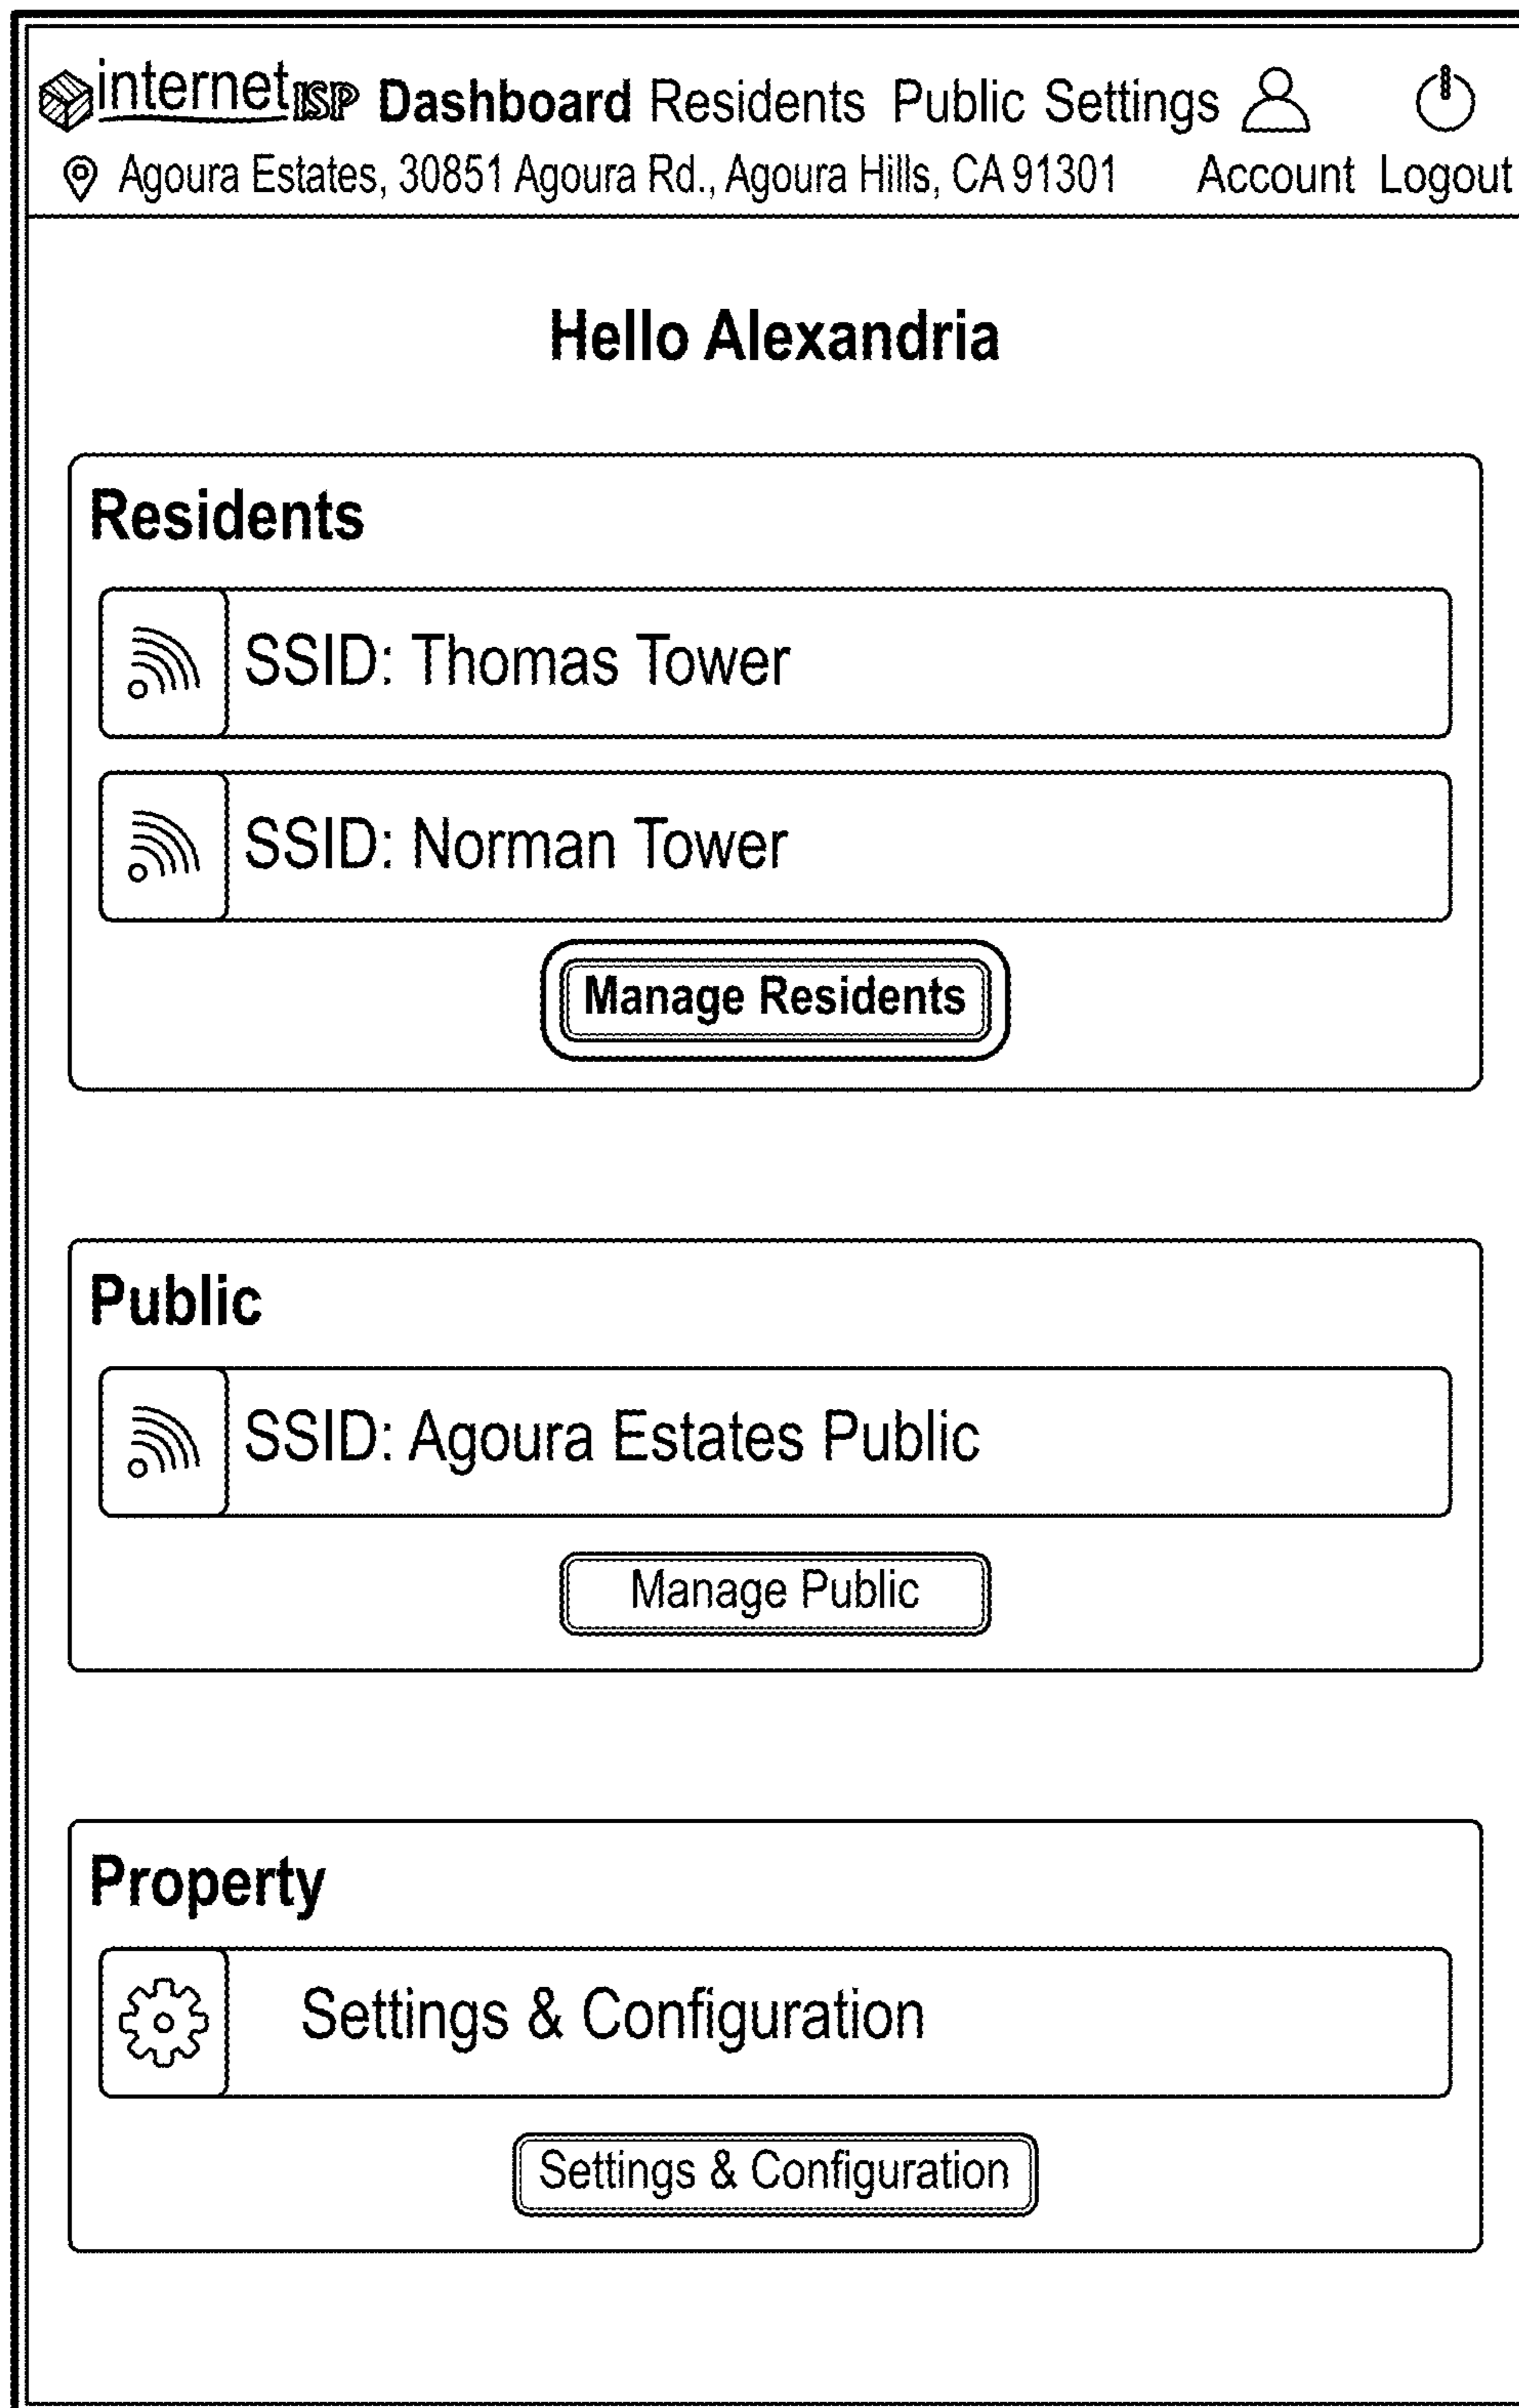 internet ISP Dashboard Residents Public Settings
Agoura Estates, 30851 Agoura Rd., Agoura Hills, CA 91301 Account Logout
Hello Alexandria
Residents
SSID: Thomas Tower
SSID: Norman Tower
Manage Residents
Public
SSID: Agoura Estates Public
Manage Public
Property
Settings & Configuration
Settings & Configuration